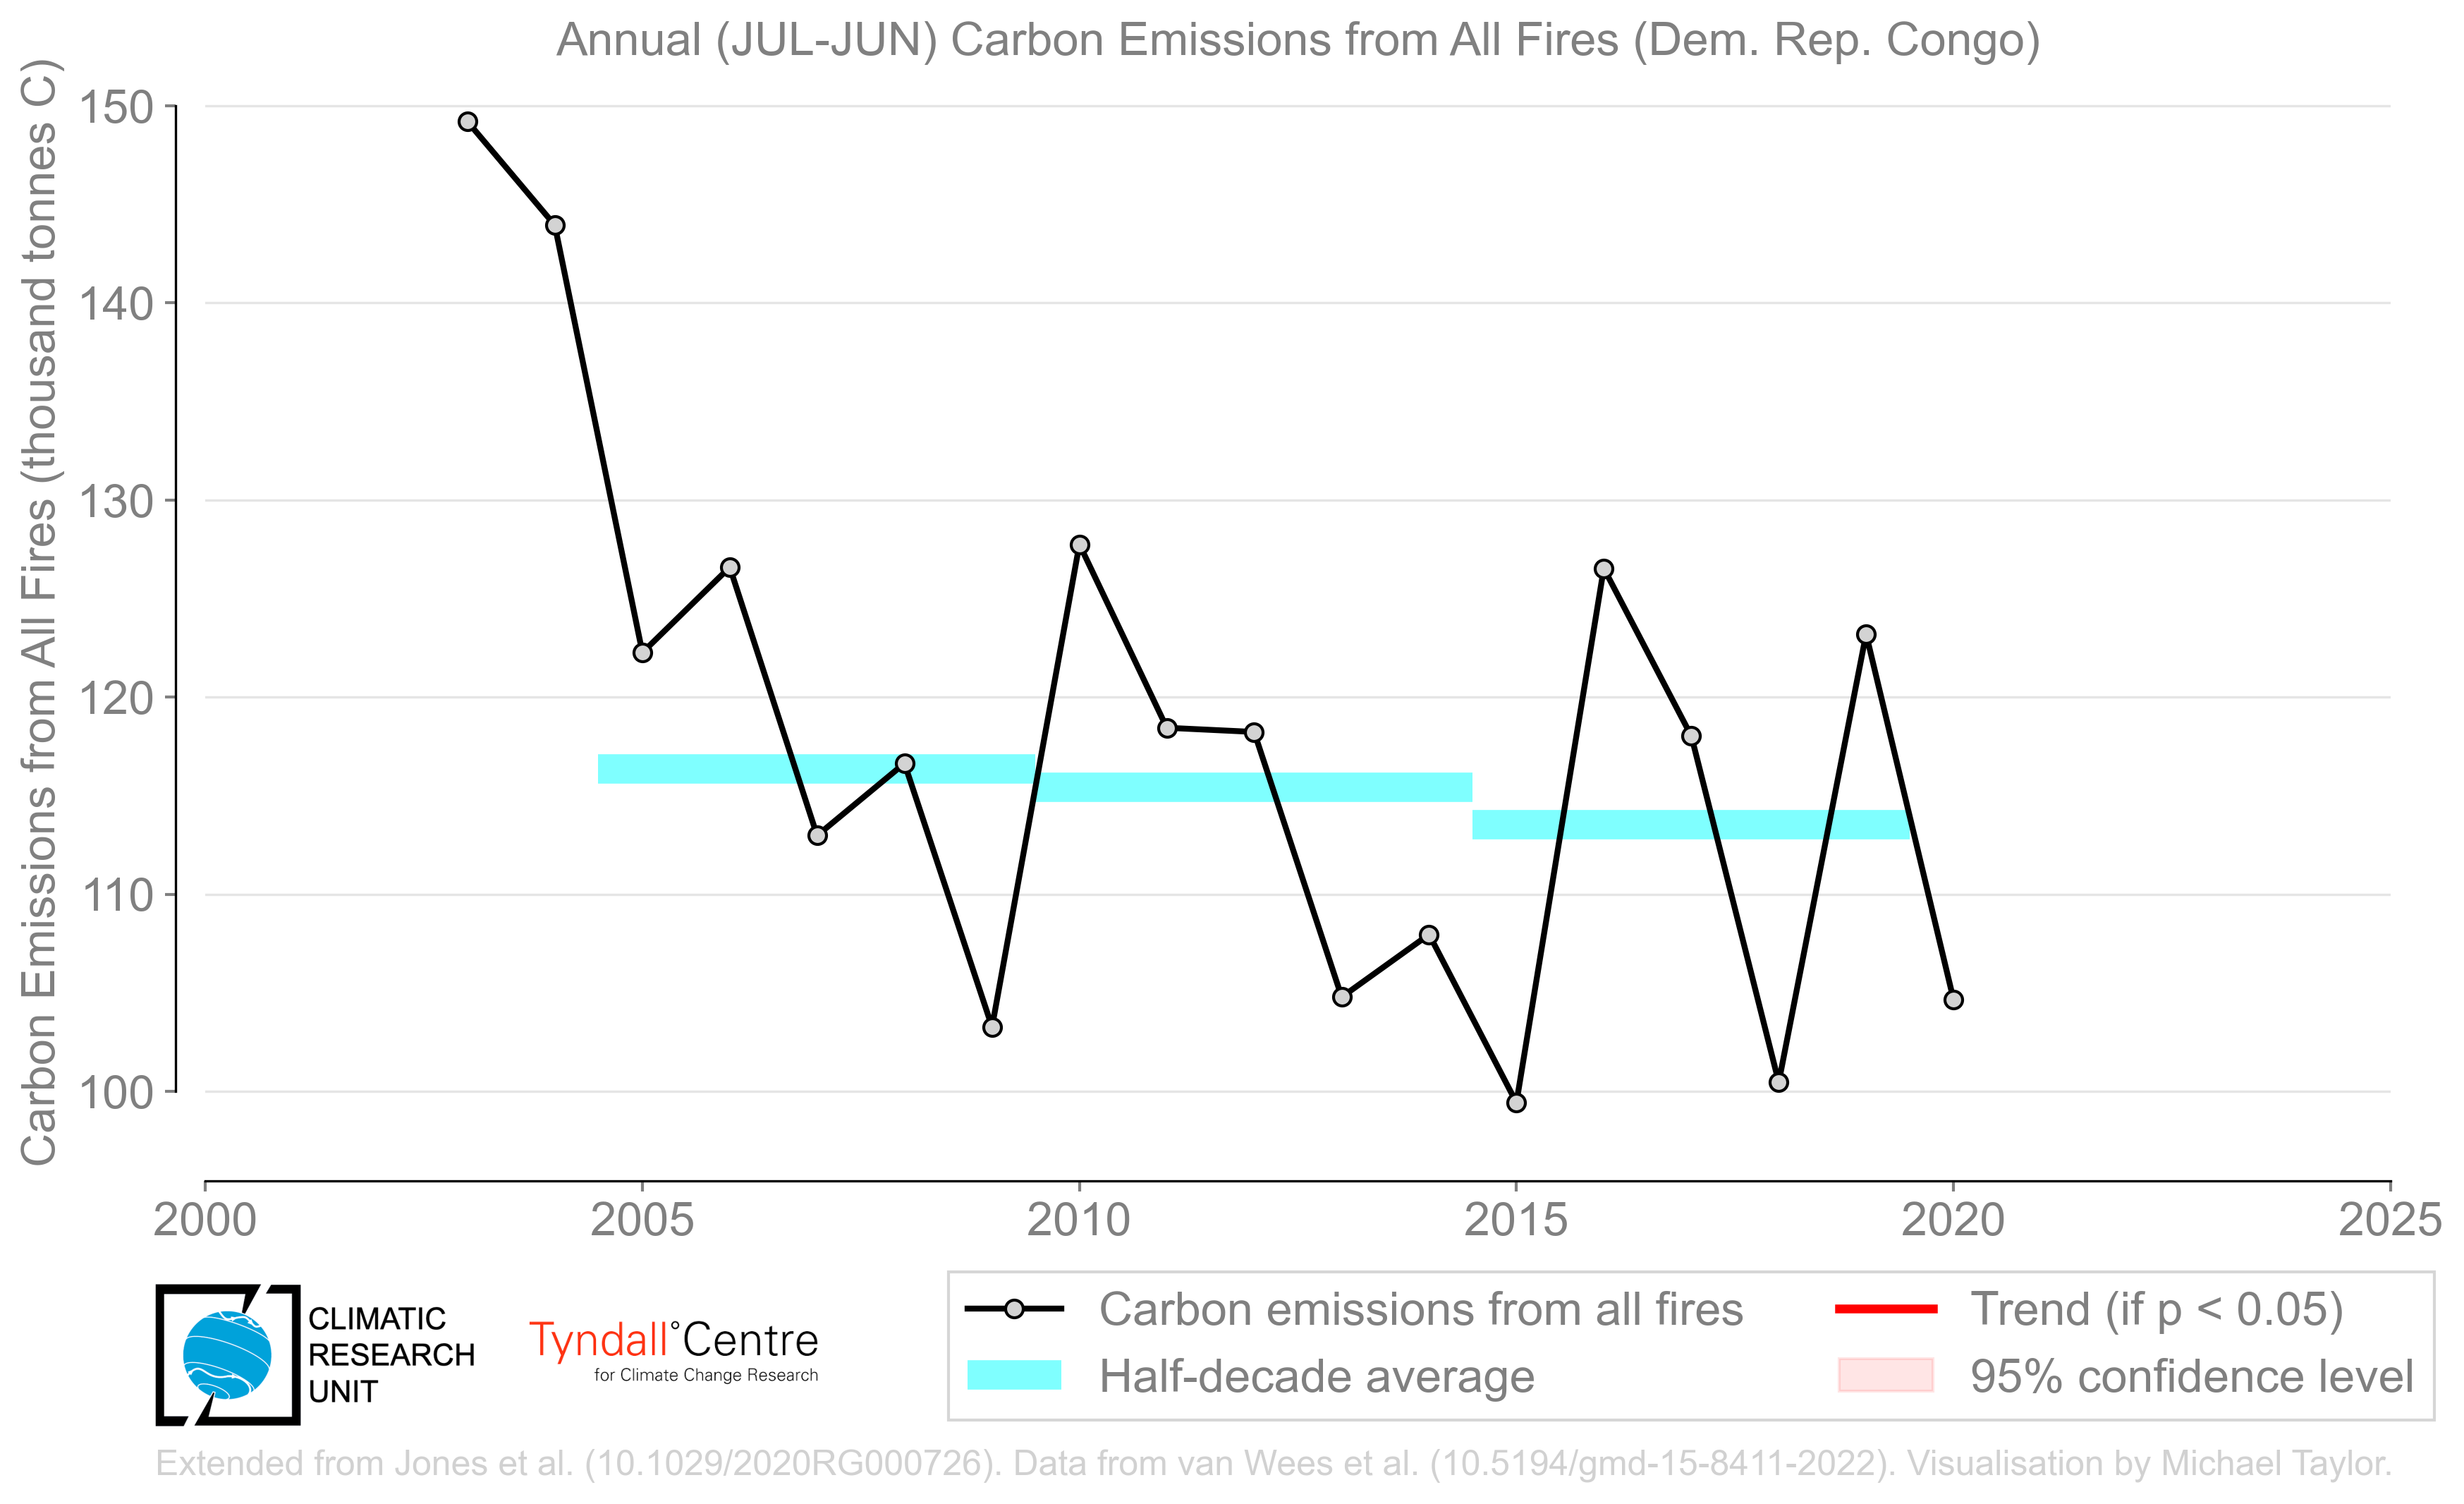 Annual (JUL-JUN) Carbon Emissions from All Fires (Dem. Rep. Congo)
Carbon Emissions from All Fires (thousand tonnes C)
150
140
130
120
110
100
2000 2005 2010 2015 2020 2025
CLIMATIC
RESEARCH
UNIT
Tyndall°Centre
for Climate Change Research
Carbon emissions from all fires
Half-decade average
Trend (if p < 0.05)
95% confidence level
Extended from Jones et al. (10.1029/2020RG000726). Data from van Wees et al. (10.5194/gmd-15-8411-2022). Visualisation by Michael Taylor.